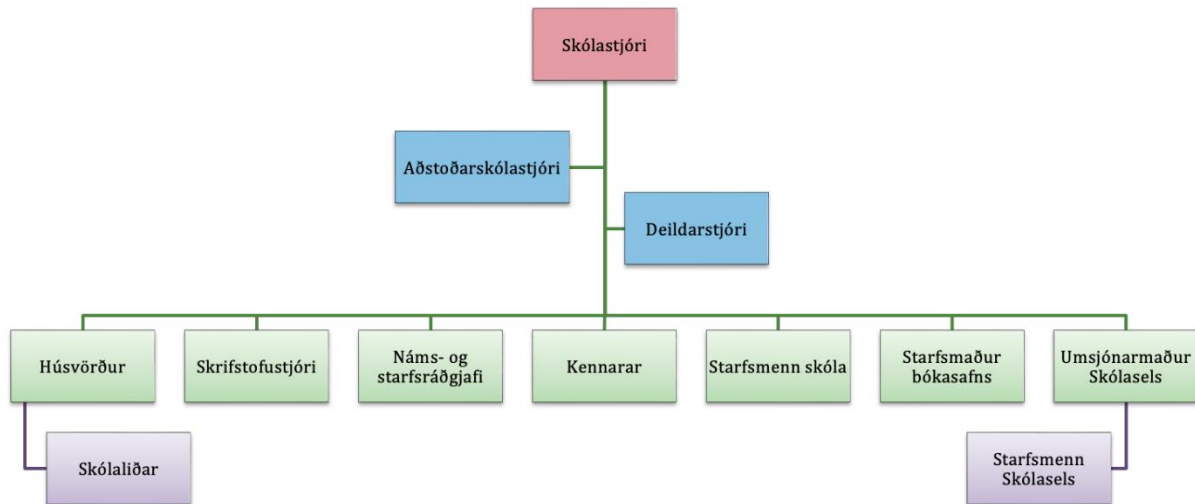 Skólastjóri
Aðstoðarskólastjóri
Deildarstjóri
Húsvörður
Skrifstofustjóri
Náms- og
starfsráðgjafi
Kennarar
Starfsmenn skóla
Starfsmaður
bókasafns
Umsjónarmaður
Skólasels
Skólaliðar
Starfsmenn
Skólasels